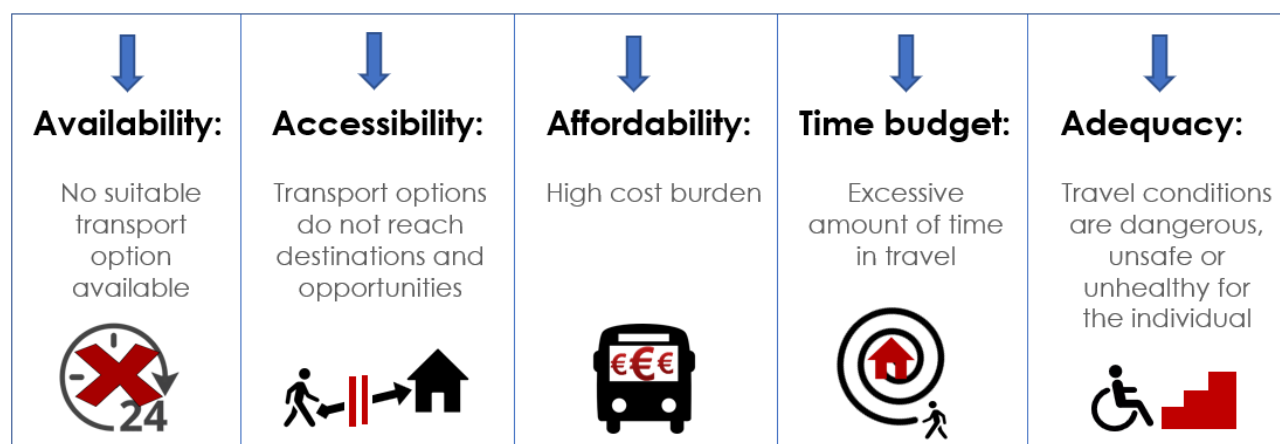 Availability:
No suitable
transport
option
available
24
Accessibility:
Transport options
do not reach
destinations and
opportunities
Affordability:
High cost burden
€€€
Time budget:
Excessive
amount of time
in travel
Adequacy:
Travel conditions
are dangerous,
unsafe or
unhealthy for
the individual